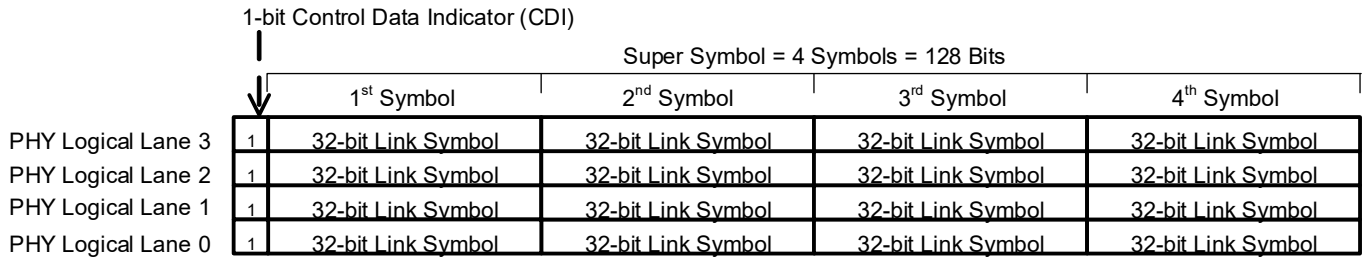 1-bit Control Data Indicator (CDI)
Super Symbol = 4 Symbols = 128 Bits
1st Symbol 2nd Symbol 3rd Symbol 4th Symbol
PHY Logical Lane 3 1 32-bit Link Symbol 32-bit Link Symbol 32-bit Link Symbol 32-bit Link Symbol
PHY Logical Lane 2 1 32-bit Link Symbol 32-bit Link Symbol 32-bit Link Symbol 32-bit Link Symbol
PHY Logical Lane 1 1 32-bit Link Symbol 32-bit Link Symbol 32-bit Link Symbol 32-bit Link Symbol
PHY Logical Lane 0 1 32-bit Link Symbol 32-bit Link Symbol 32-bit Link Symbol 32-bit Link Symbol